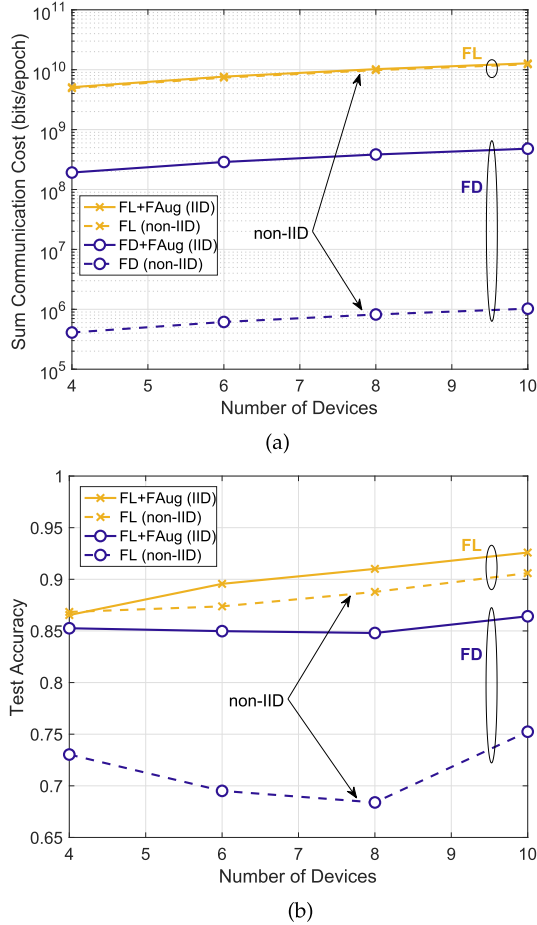 10^11
10^10
10^9
10^8
10^7
10^6
10^5
Sum Communication Cost (bits/epoch)
FL
FD
non-IID
FL+FAug (IID)
FL (non-IID)
FD+FAug (IID)
FD (non-IID)
4 5 6 7 8 9 10
Number of Devices
(a)
1
0.95
0.9
0.85
0.8
0.75
0.7
0.65
Test Accuracy
FL+FAug (IID)
FL (non-IID)
FL+FAug (IID)
FL (non-IID)
FL
FD
non-IID
4 5 6 7 8 9 10
Number of Devices
(b)